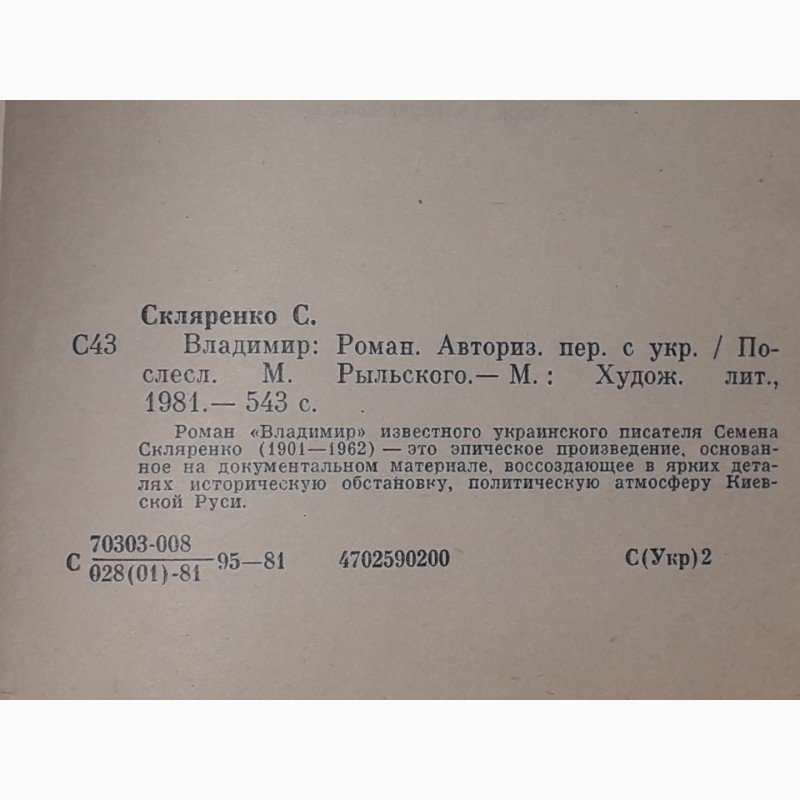 Скляренко С.
С43 Владимир: Роман. Авториз. пер. с укр. / По-
слесл. М. Рыльского.— М.: Худож. лит.,
1981.— 543 с.
Роман «Владимир» известного украинского писателя Семена
Скляренко (1901—1962) — это эпическое произведение, основан-
ное на документальном материале, воссоздающее в ярких дета-
лях историческую обстановку, политическую атмосферу Киев-
ской Руси.
70303-008
С 95—81 4702590200 С(Укр)2
028(01)-81